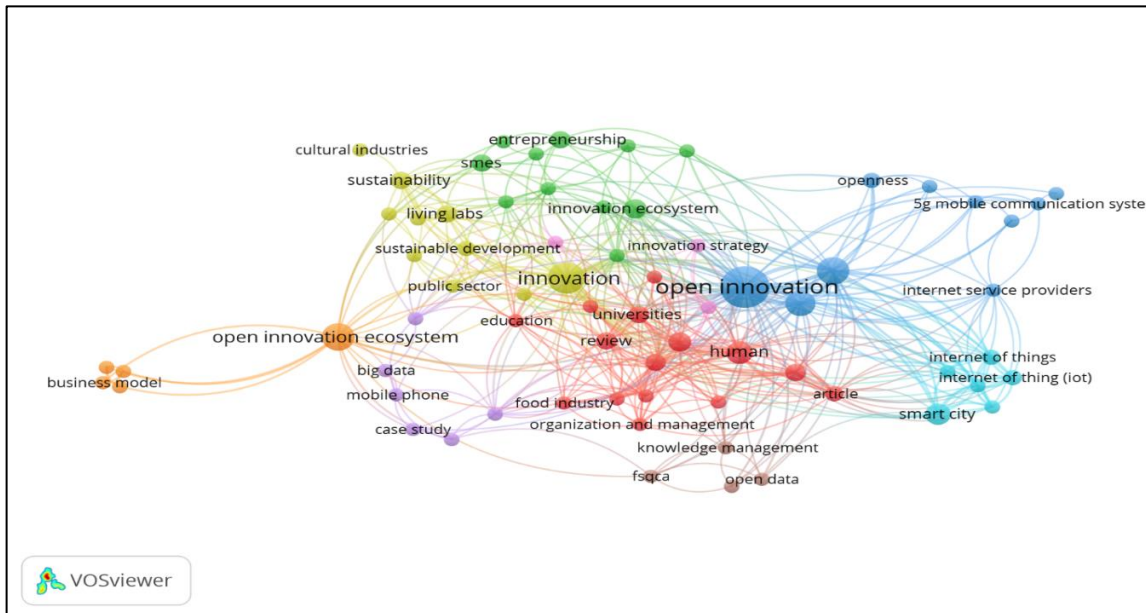 cultural industries
entrepreneurship
smes
sustainability
openness
living labs
innovation ecosystem
5g mobile communication syste
sustainable development
innovation strategy
innovation
public sector
open innovation
internet service providers
education
universities
open innovation ecosystem
review
human
internet of things
big data
business model
internet of thing (iot)
mobile phone
article
food industry
smart city
case study
organization and management
knowledge management
fsqca
open data
VOSviewer